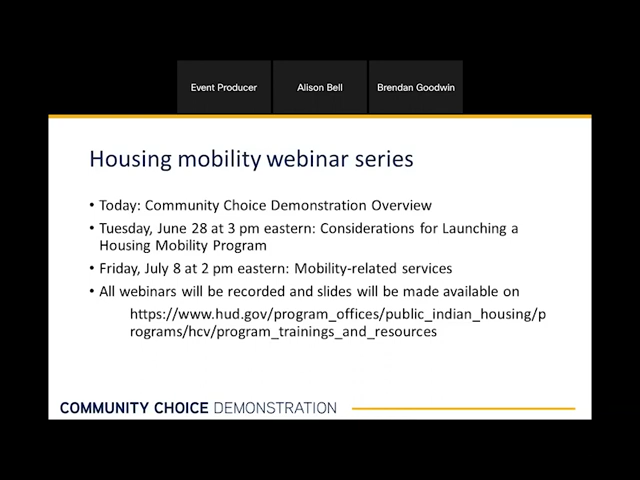 Event Producer
Alison Bell
Brendan Goodwin
Housing mobility webinar series
• Today: Community Choice Demonstration Overview
• Tuesday, June 28 at 3 pm eastern: Considerations for Launching a
Housing Mobility Program
• Friday, July 8 at 2 pm eastern: Mobility-related services
• All webinars will be recorded and slides will be made available on
https://www.hud.gov/program_offices/public_indian_housing/p
rograms/hcv/program_trainings_and_resources
COMMUNITY CHOICE DEMONSTRATION